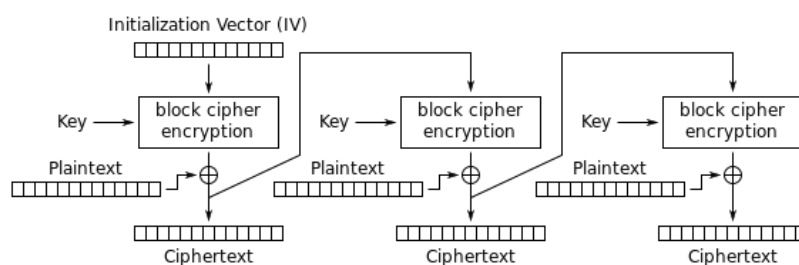 Initialization Vector (IV)
Key
block cipher
encryption
Key
block cipher
encryption
Key
block cipher
encryption
Plaintext
Plaintext
Plaintext
Ciphertext
Ciphertext
Ciphertext